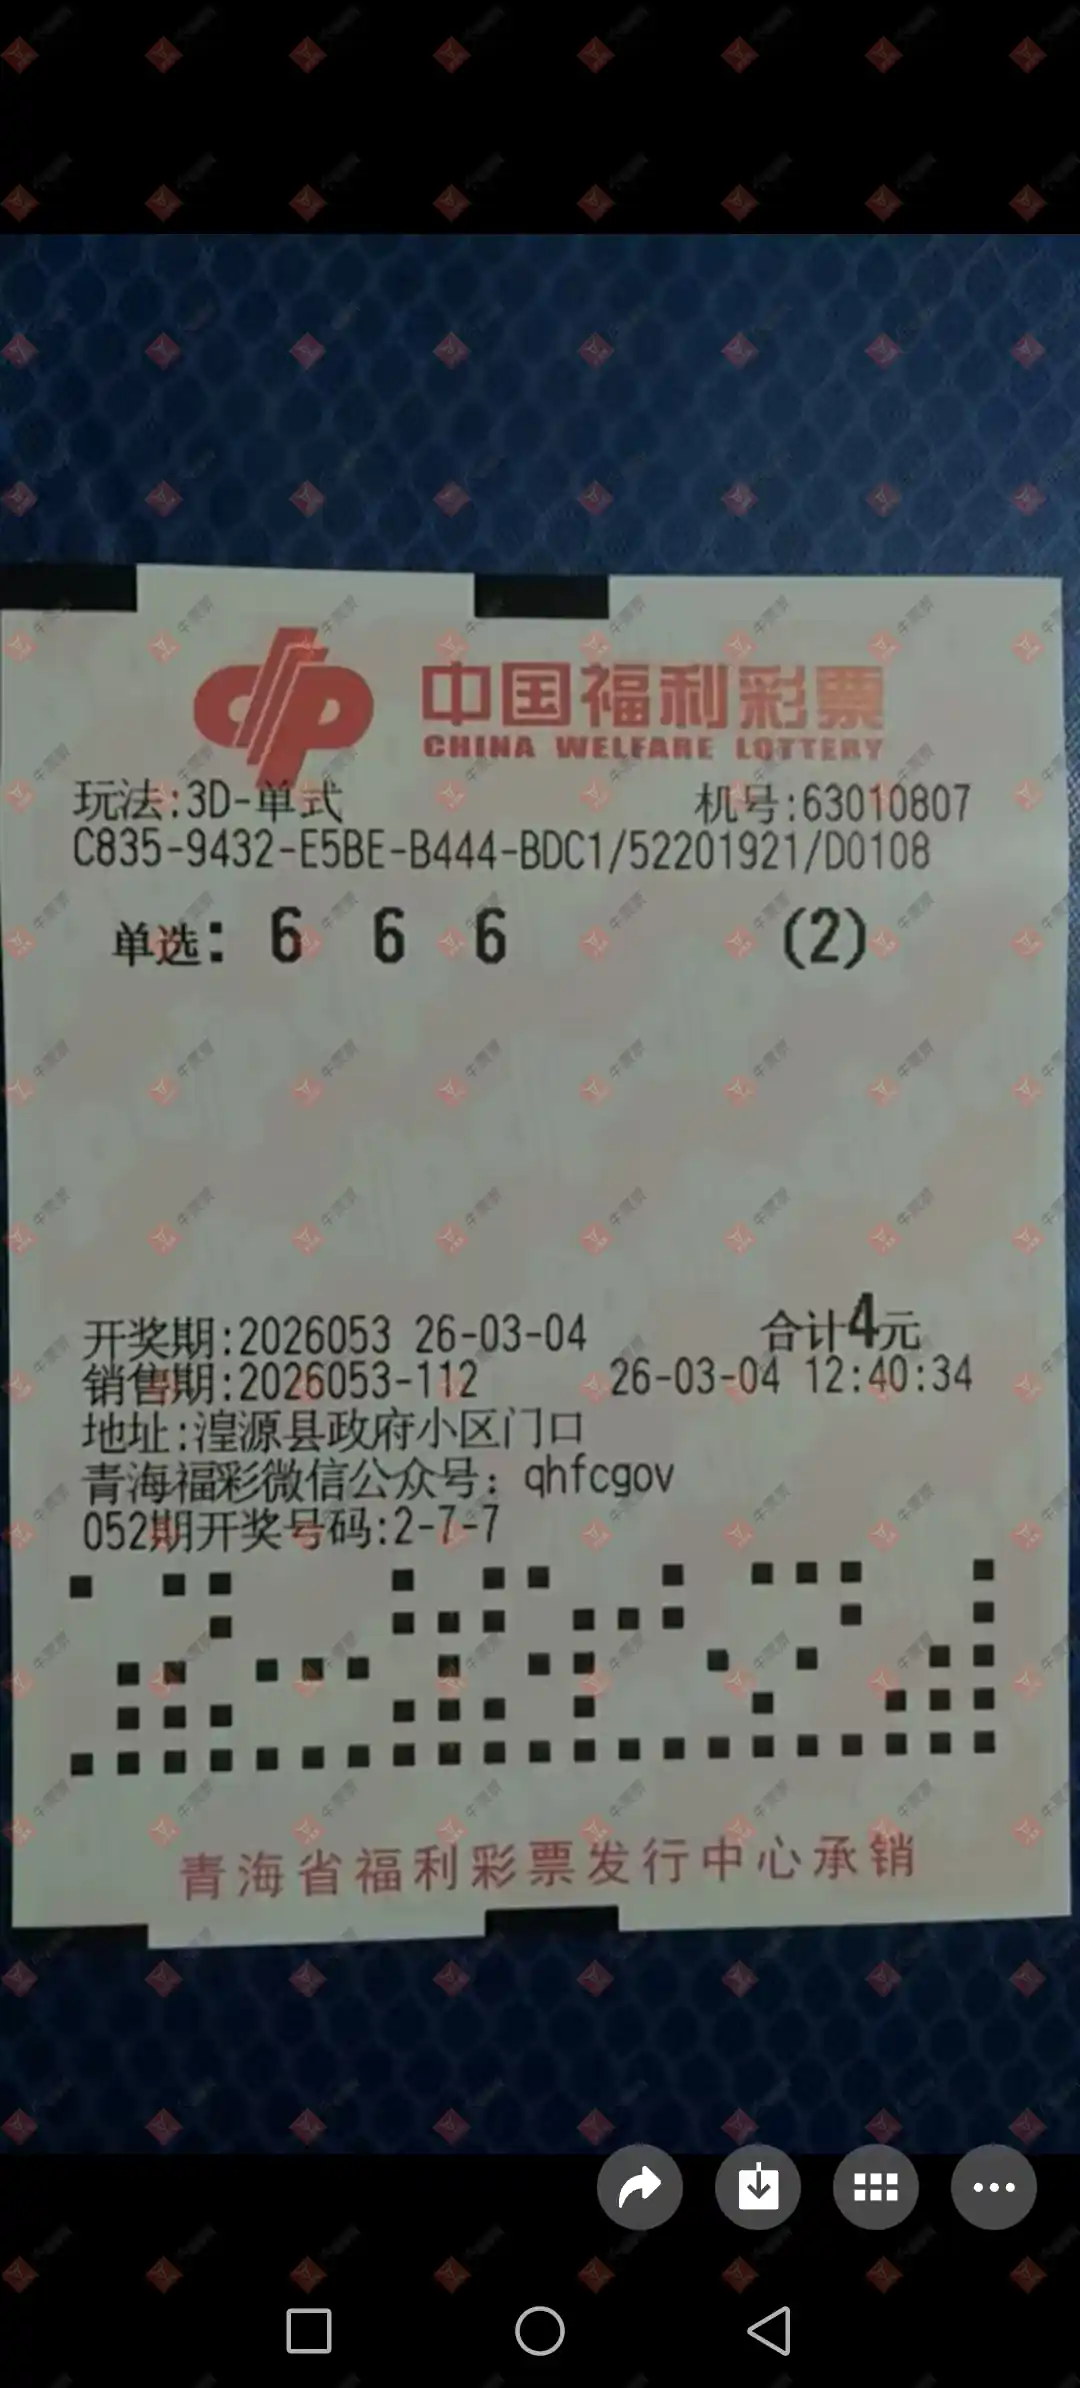 中国福利彩票
CHINA WELFARE LOTTERY
玩法:3D-单式 机号:63010807
C835-9432-E5BE-B444-BDC1/52201921/D0108
单选: 6 6 6 (2)
开奖期:2026053 26-03-04 合计4元
销售期:2026053-112 26-03-04 12:40:34
地址:湟源县政府小区门口
青海福彩微信公众号: qhfcgov
052期开奖号码:2-7-7
青海省福利彩票发行中心承销